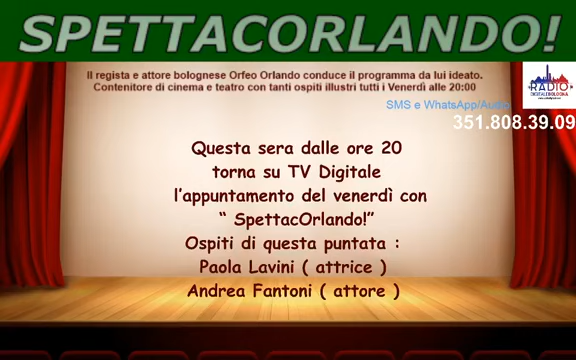 SPETTACORLANDO!
Il regista e attore bolognese Orfeo Orlando conduce il programma da lui ideato.
Contenitore di cinema e teatro con tanti ospiti illustri tutti i Venerdì alle 20:00
RADIO
DIGITALEBOLOGNA
SMS e WhatsApp/Audio
351.808.39.09
Questa sera dalle ore 20
torna su TV Digitale
l'appuntamento del venerdì con
“ SpettacOrlando!”
Ospiti di questa puntata :
Paola Lavini ( attrice )
Andrea Fantoni ( attore )